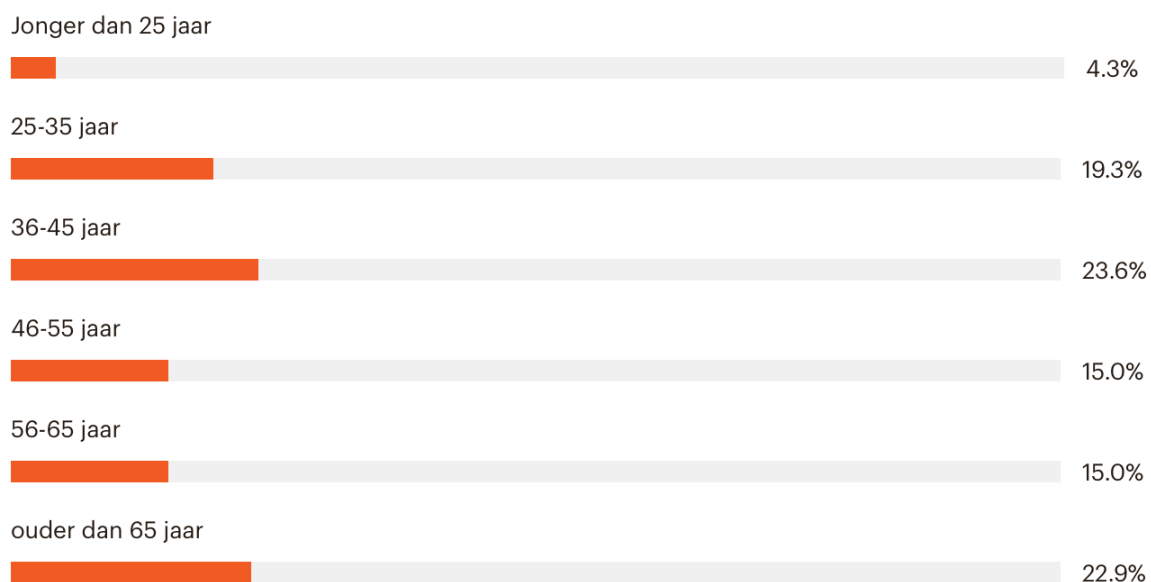 Jonger dan 25 jaar
4.3%
25-35 jaar
19.3%
36-45 jaar
23.6%
46-55 jaar
15.0%
56-65 jaar
15.0%
ouder dan 65 jaar
22.9%